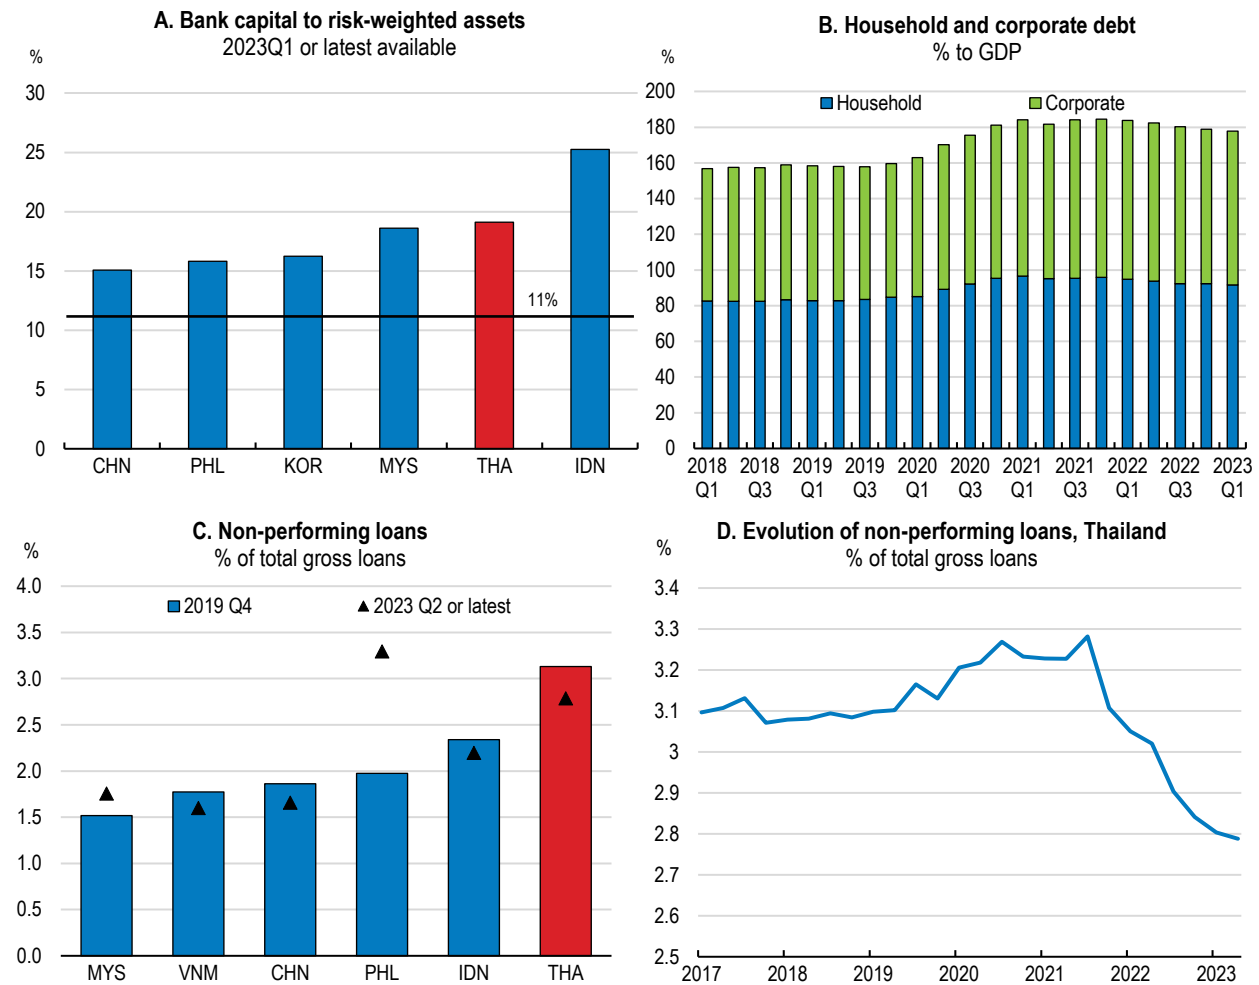 A. Bank capital to risk-weighted assets
2023Q1 or latest available
%
30
25
20
15
10
5
0
11%
CHN PHL KOR MYS THA IDN
B. Household and corporate debt
% to GDP
%
200
180
160
140
120
100
80
60
40
20
0
Household Corporate
2018 2018 2019 2019 2020 2020 2021 2021 2022 2022 2023
Q1 Q3 Q1 Q3 Q1 Q3 Q1 Q3 Q1 Q3 Q1
C. Non-performing loans
% of total gross loans
%
4.0
3.5
3.0
2.5
2.0
1.5
1.0
0.5
0.0
2019 Q4 2023 Q2 or latest
MYS VNM CHN PHL IDN THA
D. Evolution of non-performing loans, Thailand
% of total gross loans
%
3.4
3.3
3.2
3.1
3
2.9
2.8
2.7
2.6
2.5
2017 2018 2019 2020 2021 2022 2023